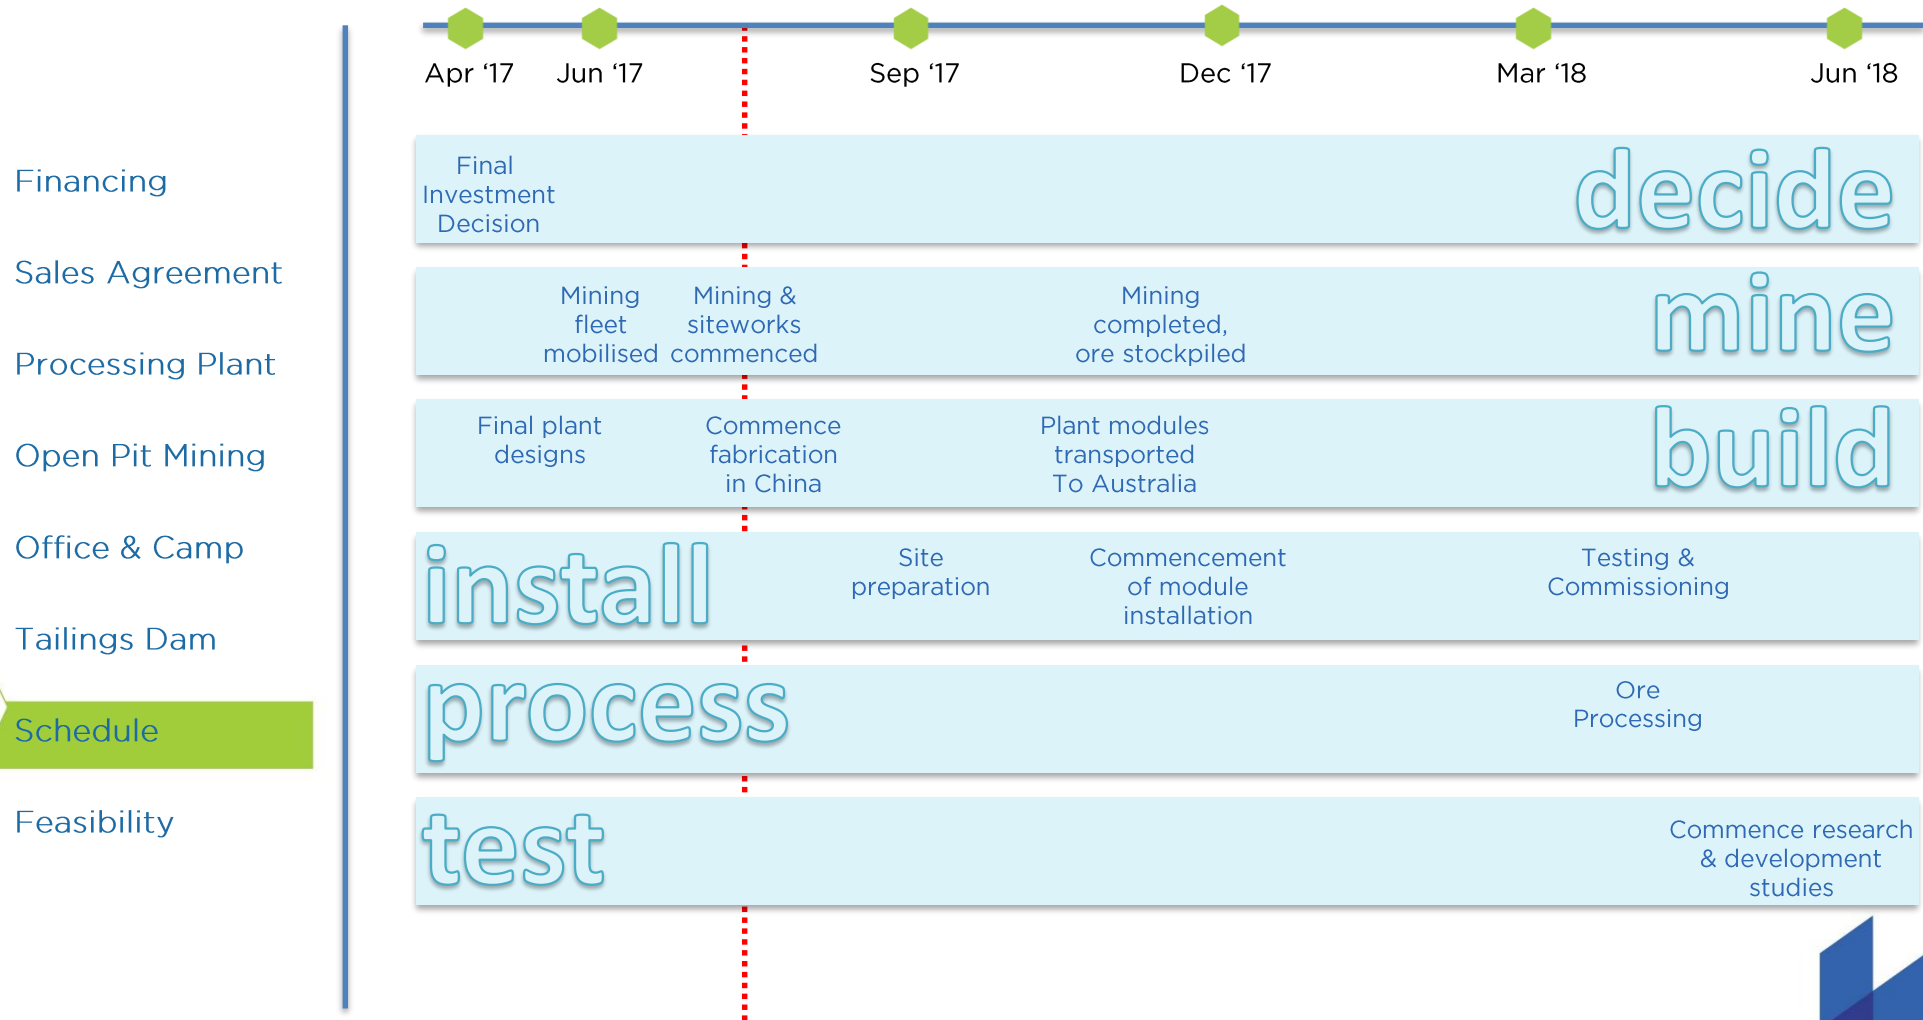 Apr ‘17
Jun ‘17
Sep ‘17
Dec ‘17
Mar ‘18
Jun ‘18
Financing
Sales Agreement
Processing Plant
Open Pit Mining
Office & Camp
Tailings Dam
Schedule
Feasibility
Final
Investment
Decision
decide
Mining
fleet
mobilised
Mining &
siteworks
commenced
Mining
completed,
ore stockpiled
mine
Final plant
designs
Commence
fabrication
in China
Plant modules
transported
To Australia
build
install
Site
preparation
Commencement
of module
installation
Testing &
Commissioning
process
Ore
Processing
test
Commence research
& development
studies